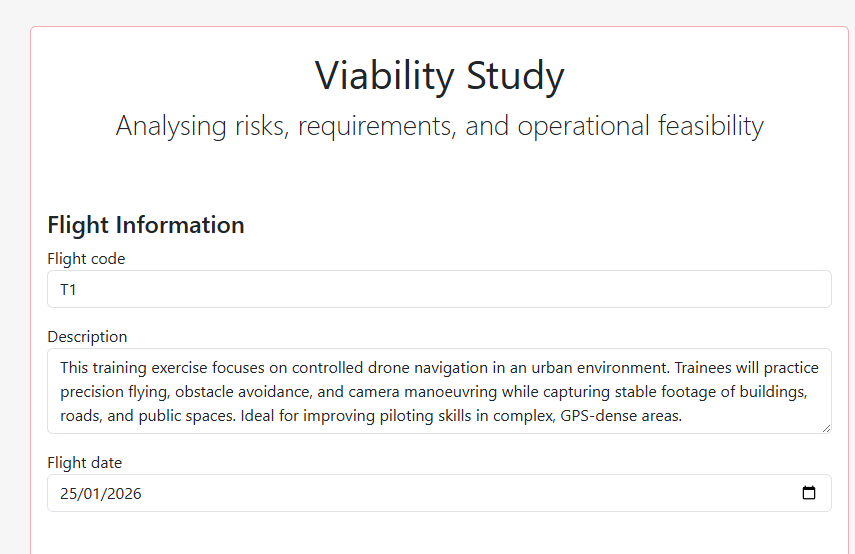 Viability Study
Analysing risks, requirements, and operational feasibility
Flight Information
Flight code
T1
Description
This training exercise focuses on controlled drone navigation in an urban environment. Trainees will practice
precision flying, obstacle avoidance, and camera manoeuvring while capturing stable footage of buildings,
roads, and public spaces. Ideal for improving piloting skills in complex, GPS-dense areas.
Flight date
25/01/2026